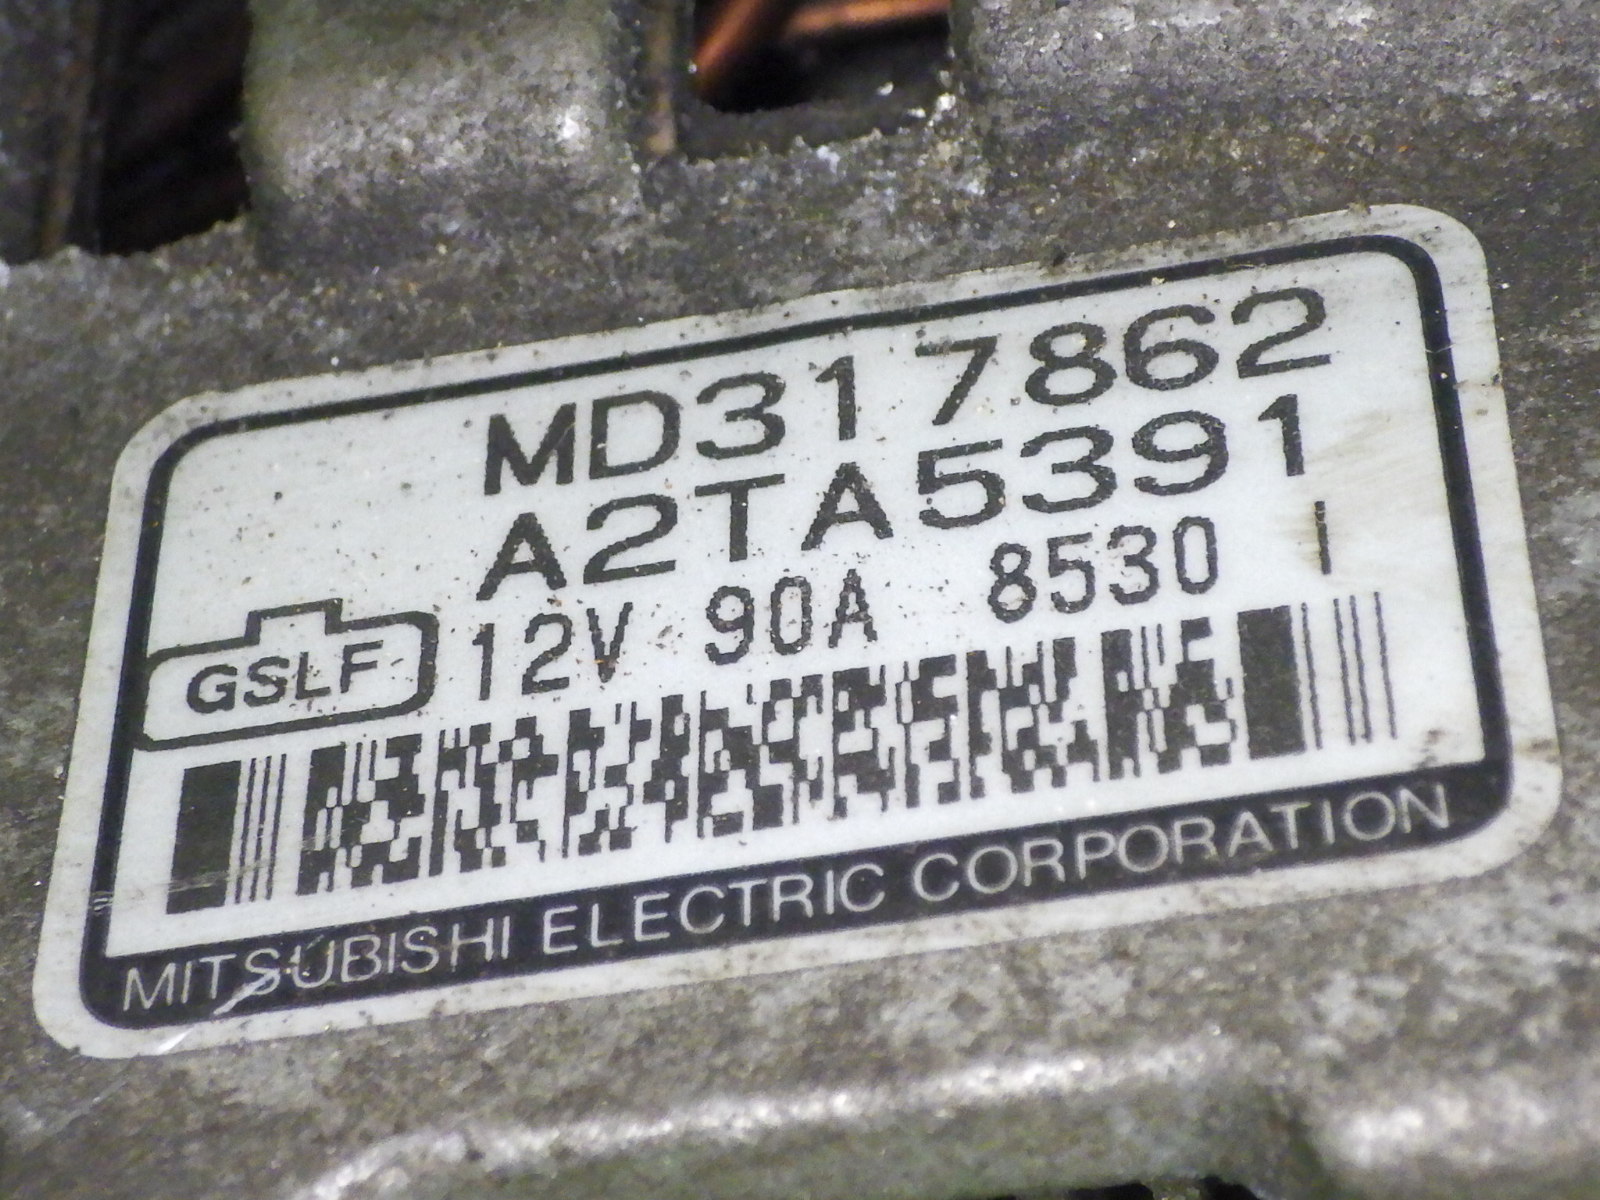 MD317862
A2TA5391
12V 90A 8530 I
GSLF
MITSUBISHI ELECTRIC CORPORATION